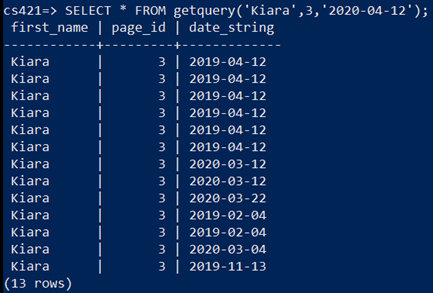 cs421=> SELECT * FROM getquery('Kiara',3,'2020-04-12');
 first_name | page_id | date_string
------------+---------+-------------
 Kiara      |       3 | 2019-04-12
 Kiara      |       3 | 2019-04-12
 Kiara      |       3 | 2019-04-12
 Kiara      |       3 | 2019-04-12
 Kiara      |       3 | 2019-04-12
 Kiara      |       3 | 2019-04-12
 Kiara      |       3 | 2020-03-12
 Kiara      |       3 | 2020-03-12
 Kiara      |       3 | 2020-03-22
 Kiara      |       3 | 2019-02-04
 Kiara      |       3 | 2019-02-04
 Kiara      |       3 | 2020-03-04
 Kiara      |       3 | 2019-11-13
(13 rows)